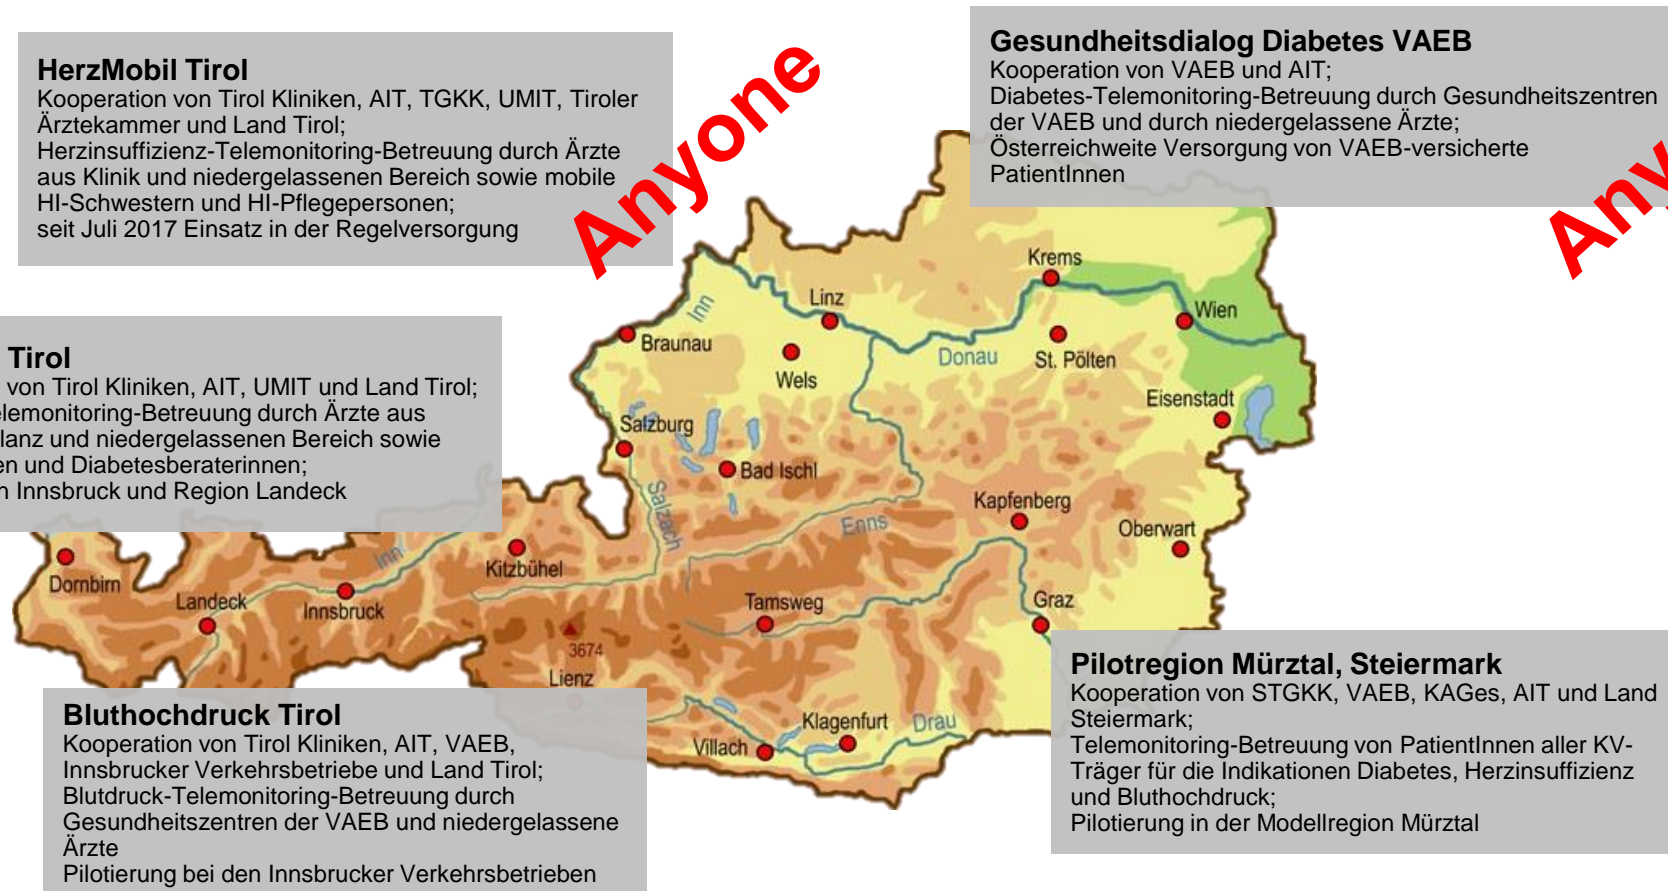 HerzMobil Tirol
Kooperation von Tirol Kliniken, AIT, TGKK, UMIT, Tiroler
Ärztekammer und Land Tirol;
Herzinsuffizienz-Telemonitoring-Betreuung durch Ärzte
aus Klinik und niedergelassenen Bereich sowie mobile
HI-Schwestern und HI-Pflegepersonen;
seit Juli 2017 Einsatz in der Regelversorgung
Anyone
Gesundheitsdialog Diabetes VAEB
Kooperation von VAEB und AIT;
Diabetes-Telemonitoring-Betreuung durch Gesundheitszentren
der VAEB und durch niedergelassene Ärzte;
Österreichweite Versorgung von VAEB-versicherte
PatientInnen
Any
Tirol
von Tirol Kliniken, AIT, UMIT und Land Tirol;
elemonitoring-Betreuung durch Ärzte aus
lanz und niedergelassenen Bereich sowie
en und Diabetesberaterinnen;
n Innsbruck und Region Landeck
Krems
Linz
Inn
Wien
Braunau
Donau
St. Pölten
Wels
Eisenstadt
Salzburg
Bad Ischl
Salzach
Kapfenberg
Enns
Oberwart
Inn
Kitzbühel
Dornbirn
Landeck
Innsbruck
Tamsweg
Graz
3674
Lienz
Klagenfurt
Drau
Villach
Bluthochdruck Tirol
Kooperation von Tirol Kliniken, AIT, VAEB,
Innsbrucker Verkehrsbetriebe und Land Tirol;
Blutdruck-Telemonitoring-Betreuung durch
Gesundheitszentren der VAEB und niedergelassene
Ärzte
Pilotierung bei den Innsbrucker Verkehrsbetrieben
Pilotregion Mürztal, Steiermark
Kooperation von STGKK, VAEB, KAGes, AIT und Land
Steiermark;
Telemonitoring-Betreuung von PatientInnen aller KV-
Träger für die Indikationen Diabetes, Herzinsuffizienz
und Bluthochdruck;
Pilotierung in der Modellregion Mürztal